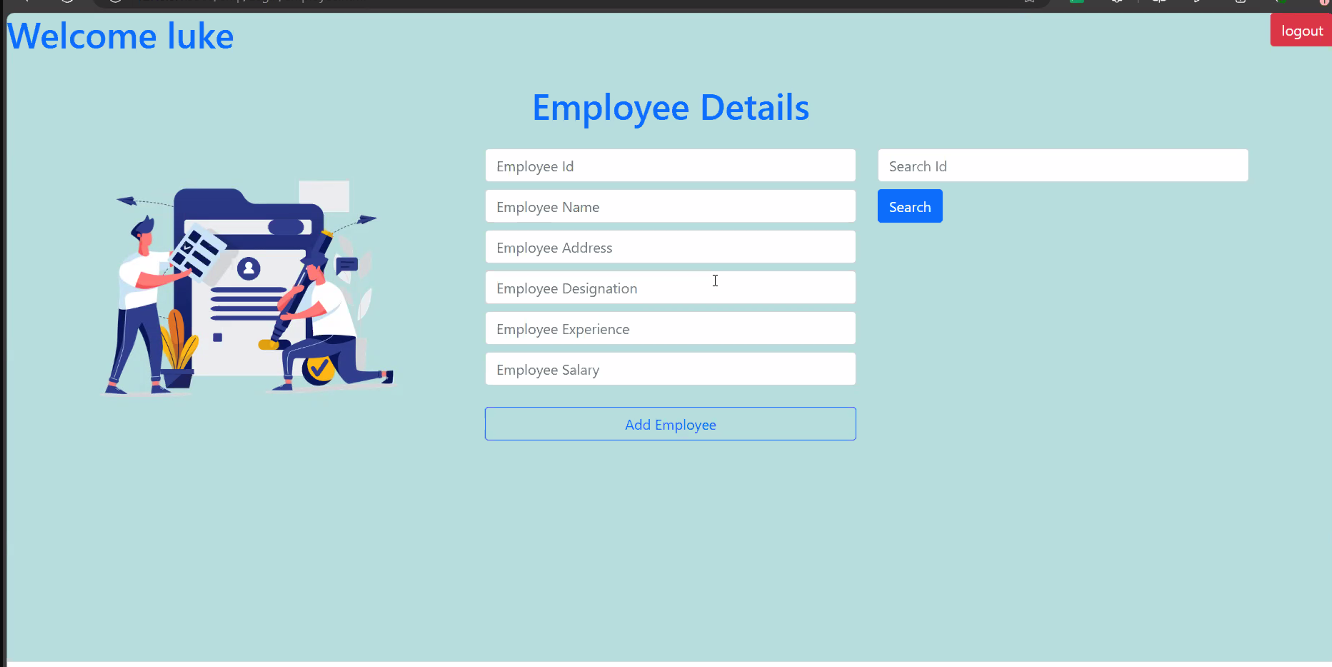 Welcome luke
logout
Employee Details
Employee Id
Employee Name
Employee Address
Employee Designation
Employee Experience
Employee Salary
Add Employee
Search Id
Search